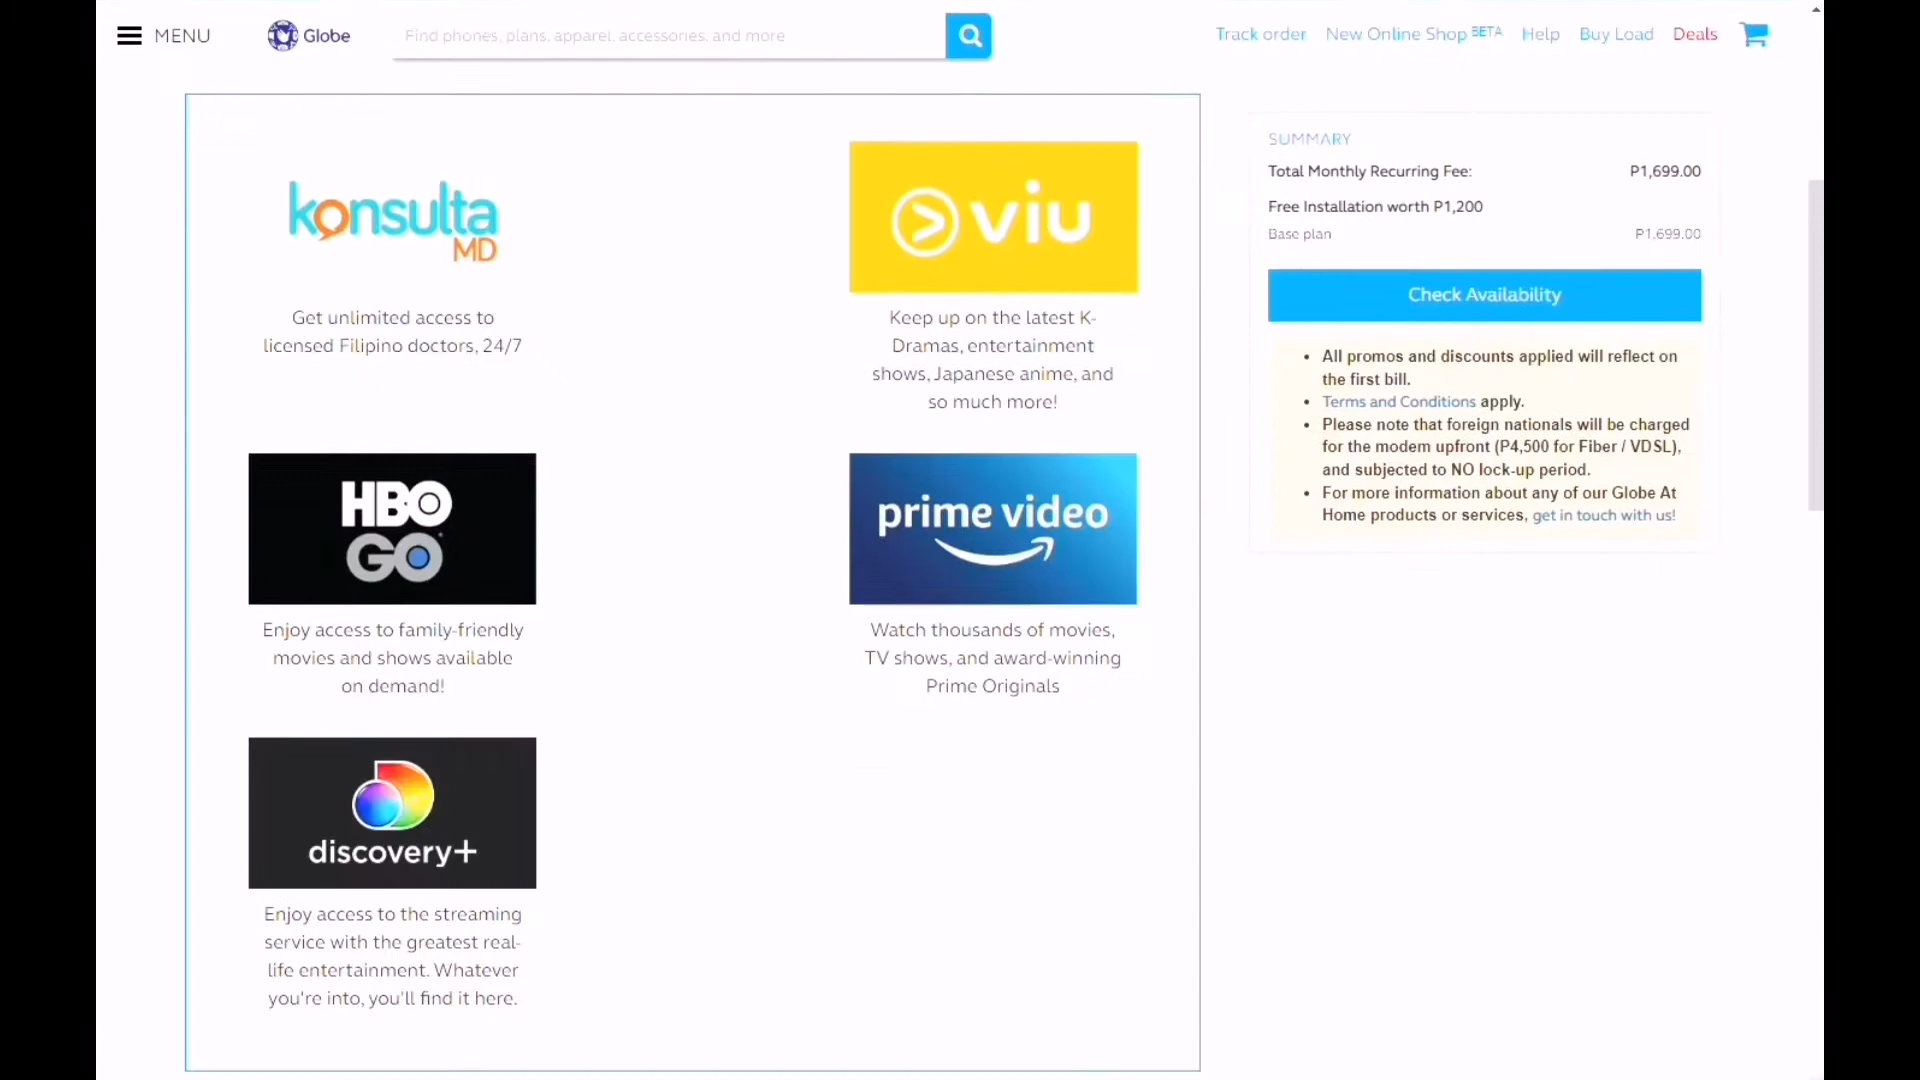 MENU
Globe
Find phones, plans, apparel, accessories, and more
Track order
New Online Shop BETA
Help
Buy Load
Deals
konsulta
MD
Get unlimited access to
licensed Filipino doctors, 24/7
viu
Keep up on the latest K-
Dramas, entertainment
shows, Japanese anime, and
so much more!
HBO
GO
Enjoy access to family-friendly
movies and shows available
on demand!
prime video
Watch thousands of movies,
TV shows, and award-winning
Prime Originals
discovery+
Enjoy access to the streaming
service with the greatest real-
life entertainment. Whatever
you're into, you'll find it here.
SUMMARY
Total Monthly Recurring Fee: P1,699.00
Free Installation worth P1,200
Base plan P1,699.00
Check Availability
• All promos and discounts applied will reflect on
the first bill.
• Terms and Conditions apply.
• Please note that foreign nationals will be charged
for the modem upfront (P4,500 for Fiber / VDSL),
and subjected to NO lock-up period.
• For more information about any of our Globe At
Home products or services, get in touch with us!